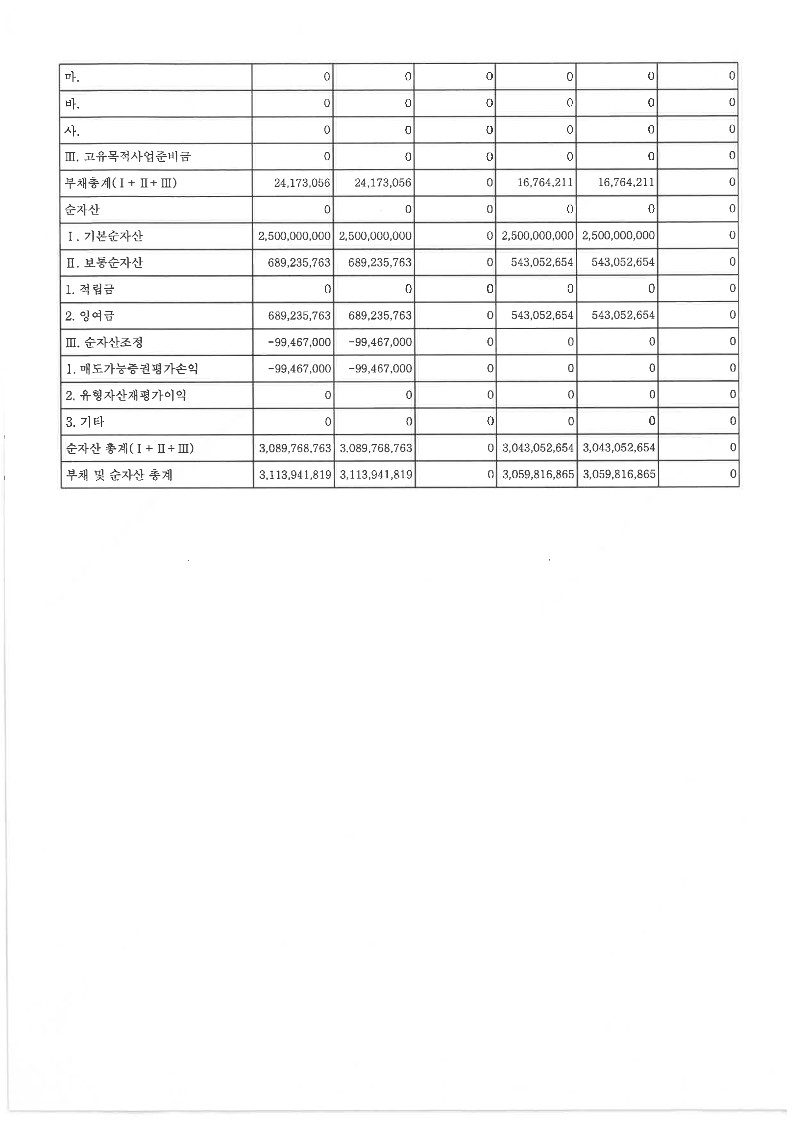 마. 0 0 0 0 0 0
바. 0 0 0 0 0 0
사. 0 0 0 0 0 0
Ⅲ. 고유목적사업준비금 0 0 0 0 0 0
부채총계(Ⅰ+Ⅱ+Ⅲ) 24,173,056 24,173,056 0 16,764,211 16,764,211 0
순자산 0 0 0 0 0 0
Ⅰ. 기본순자산 2,500,000,000 2,500,000,000 0 2,500,000,000 2,500,000,000 0
Ⅱ. 보통순자산 689,235,763 689,235,763 0 543,052,654 543,052,654 0
1. 적립금 0 0 0 0 0 0
2. 잉여금 689,235,763 689,235,763 0 543,052,654 543,052,654 0
Ⅲ. 순자산조정 -99,467,000 -99,467,000 0 0 0 0
1. 매도가능증권평가손익 -99,467,000 -99,467,000 0 0 0 0
2. 유형자산재평가이익 0 0 0 0 0 0
3. 기타 0 0 0 0 0 0
순자산 총계(Ⅰ+Ⅱ+Ⅲ) 3,089,768,763 3,089,768,763 0 3,043,052,654 3,043,052,654 0
부채 및 순자산 총계 3,113,941,819 3,113,941,819 0 3,059,816,865 3,059,816,865 0